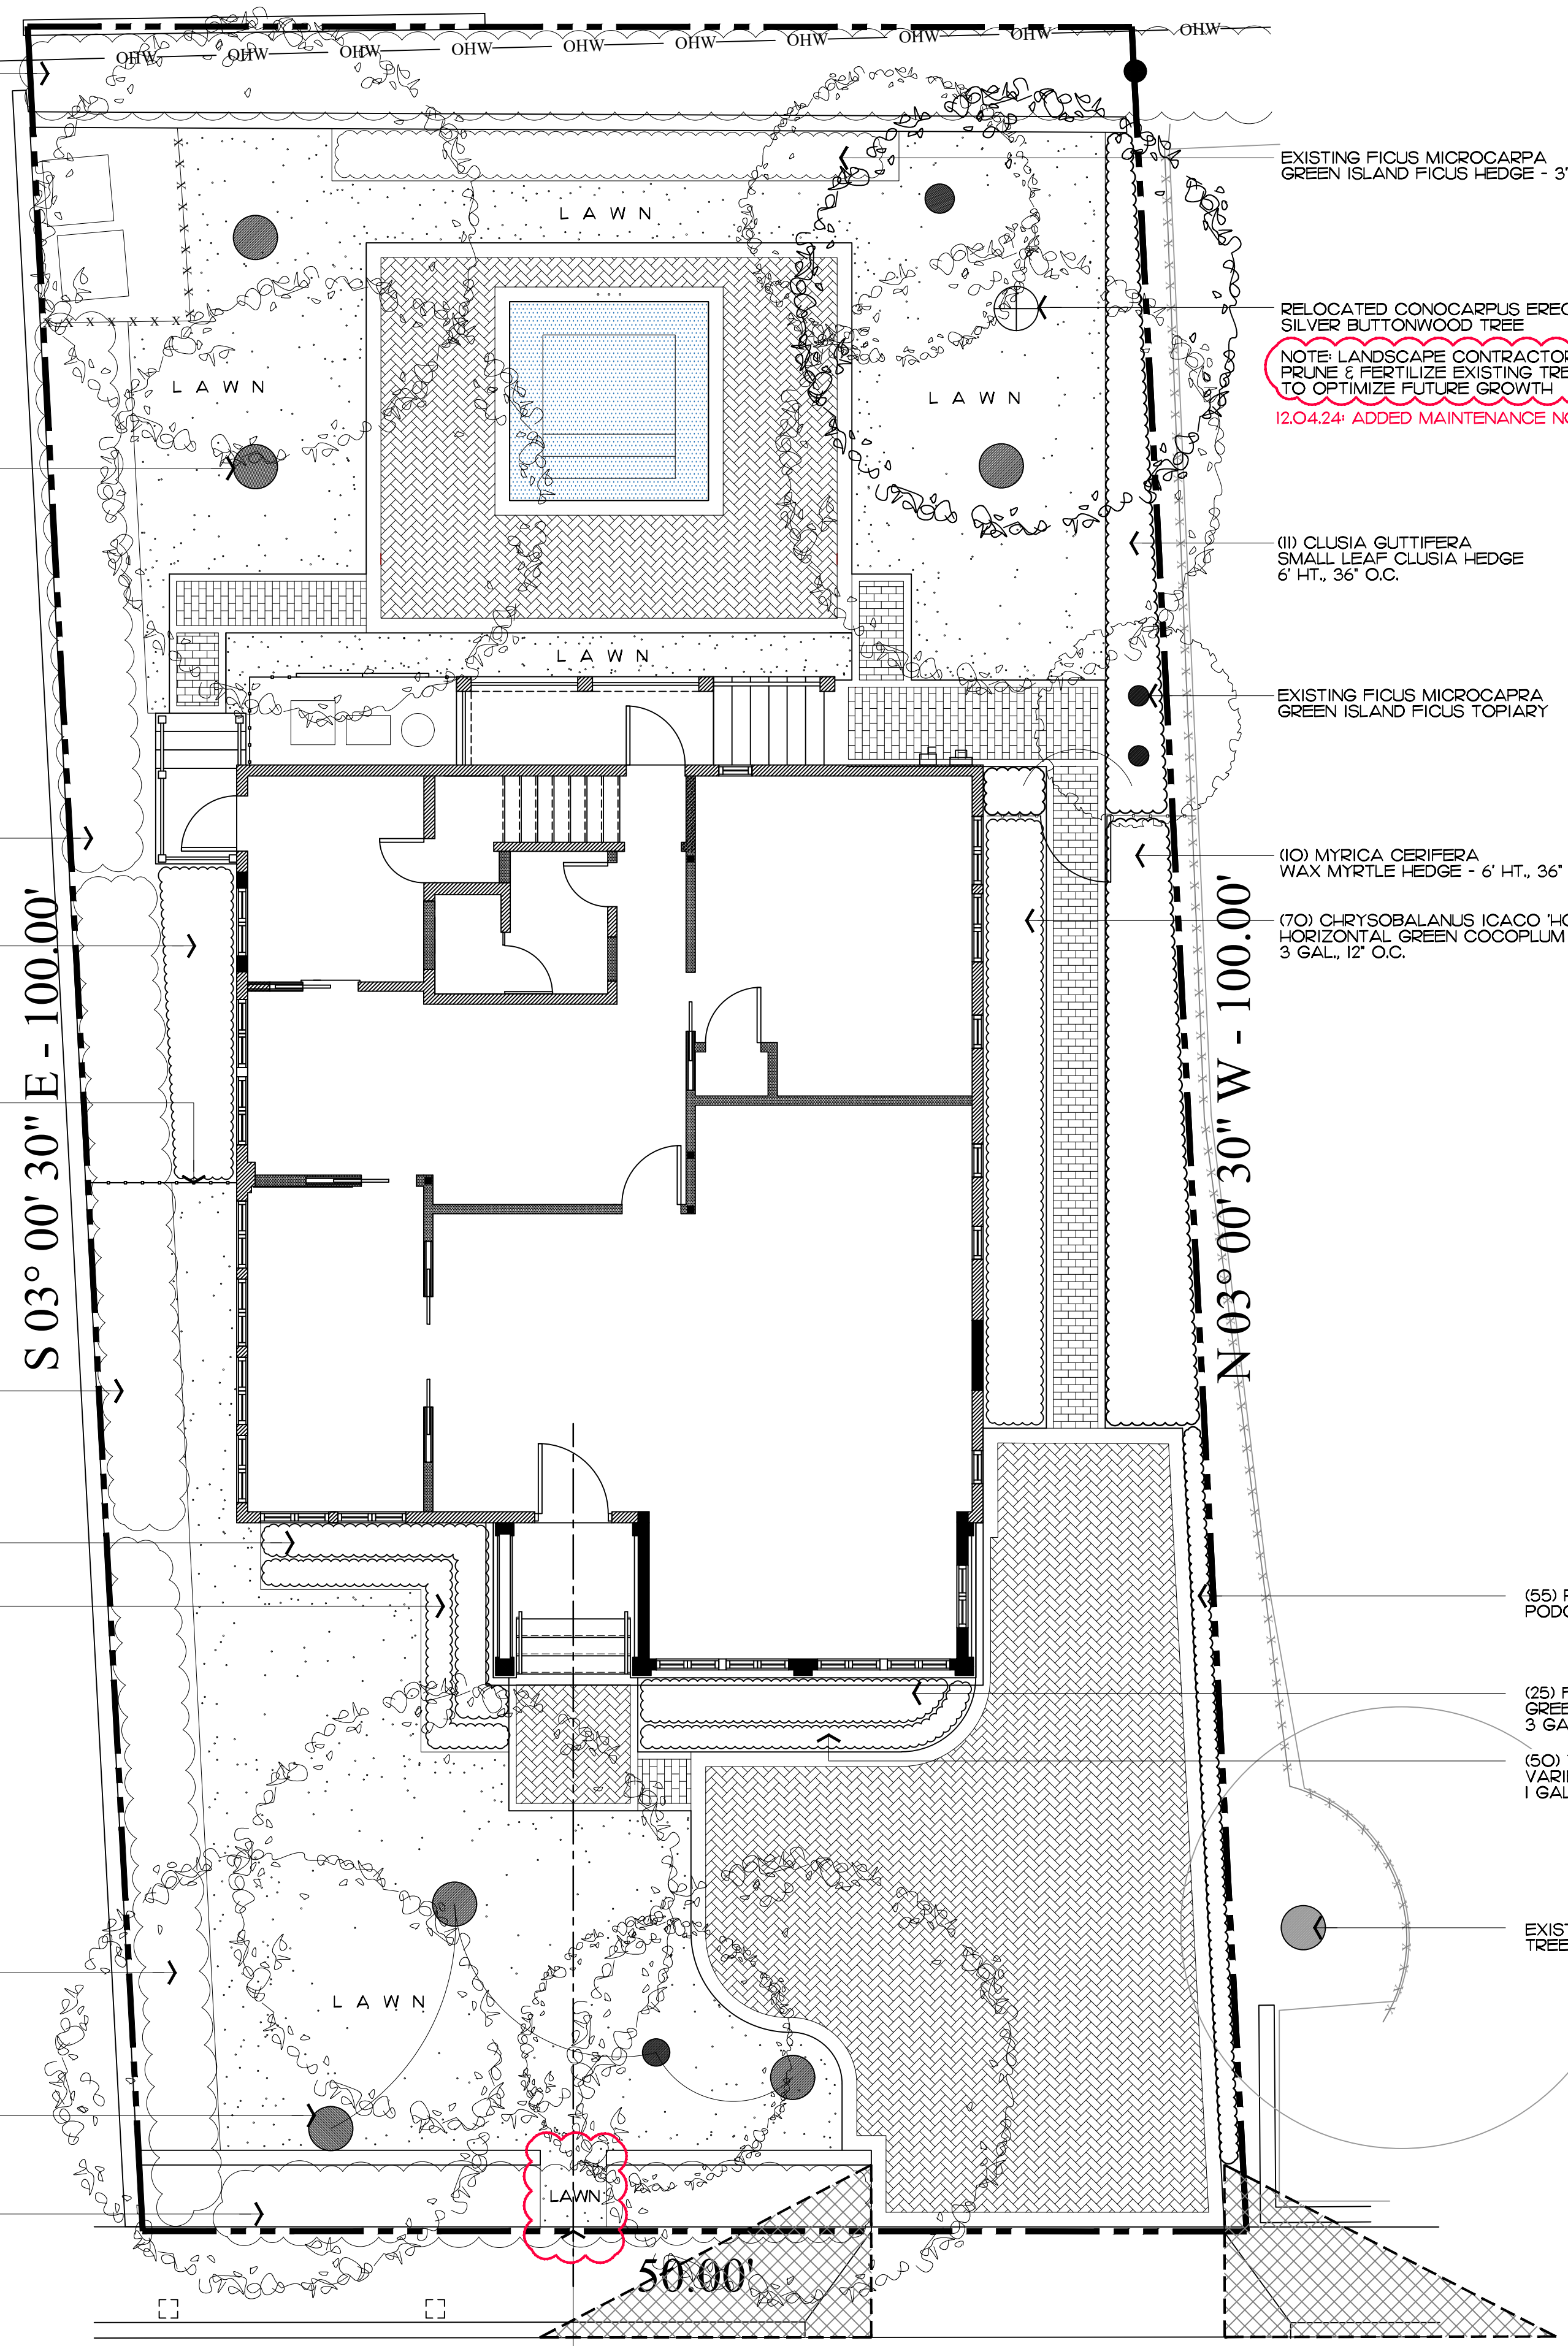 OHW OHW OHW OHW OHW OHW OHW OHW OHW OHW
EXISTING FICUS MICROCARPA
GREEN ISLAND FICUS HEDGE - 3'
LAWN
RELOCATED CONOCARPUS EREC
SILVER BUTTONWOOD TREE
NOTE: LANDSCAPE CONTRACTOR
PRUNE & FERTILIZE EXISTING TRE
TO OPTIMIZE FUTURE GROWTH
12.04.24: ADDED MAINTENANCE NO
LAWN
LAWN
(11) CLUSIA GUTTIFERA
SMALL LEAF CLUSIA HEDGE
6' HT., 36" O.C.
LAWN
EXISTING FICUS MICROCAPRA
GREEN ISLAND FICUS TOPIARY
(10) MYRICA CERIFERA
WAX MYRTLE HEDGE - 6' HT., 36"
(70) CHRYSOBALANUS ICACO 'HO
HORIZONTAL GREEN COCOPLUM
3 GAL., 12" O.C.
S 03° 00' 30" E - 100.00'
N 03° 00' 30" W - 100.00'
(55) P
PODO
(25) F
GREE
3 GA
(50)
VARI
1 GAL
EXIST
TREE
LAWN
LAWN
50.00'